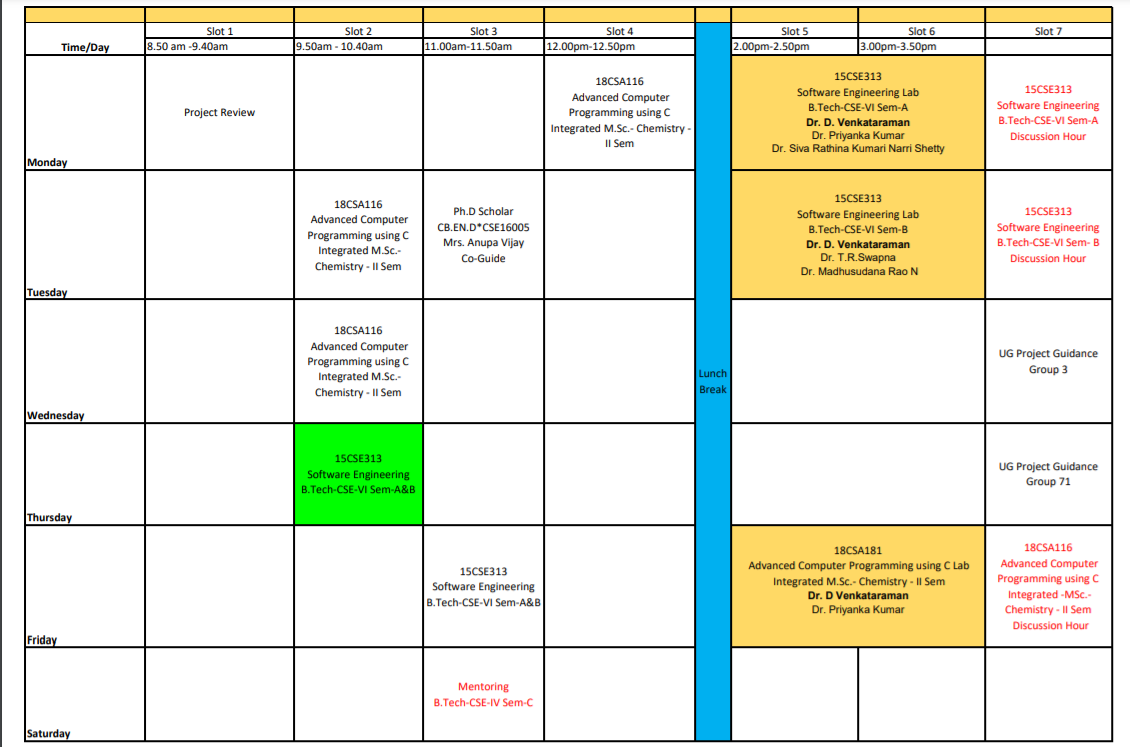 Slot 1
Slot 2
Slot 3
Slot 4
Slot 5
Slot 6
Slot 7
Time/Day
8.50 am -9.40am
9.50am - 10.40am
11.00am-11.50am
12.00pm-12.50pm
2.00pm-2.50pm
3.00pm-3.50pm
Lunch
Break
Monday
Project Review
18CSA116
Advanced Computer
Programming using C
Integrated M.Sc.- Chemistry -
II Sem
15CSE313
Software Engineering Lab
B.Tech-CSE-VI Sem-A
Dr. D. Venkataraman
Dr. Priyanka Kumar
Dr. Siva Rathina Kumari Narri Shetty
15CSE313
Software Engineering
B.Tech-CSE-VI Sem-A
Discussion Hour
Tuesday
18CSA116
Advanced Computer
Programming using C
Integrated M.Sc.-
Chemistry - II Sem
Ph.D Scholar
CB.EN.D*CSE16005
Mrs. Anupa Vijay
Co-Guide
15CSE313
Software Engineering Lab
B.Tech-CSE-VI Sem-B
Dr. D. Venkataraman
Dr. T.R.Swapna
Dr. Madhusudana Rao N
15CSE313
Software Engineering
B.Tech-CSE-VI Sem- B
Discussion Hour
Wednesday
18CSA116
Advanced Computer
Programming using C
Integrated M.Sc.-
Chemistry - II Sem
UG Project Guidance
Group 3
Thursday
15CSE313
Software Engineering
B.Tech-CSE-VI Sem-A&B
UG Project Guidance
Group 71
Friday
15CSE313
Software Engineering
B.Tech-CSE-VI Sem-A&B
18CSA181
Advanced Computer Programming using C Lab
Integrated M.Sc.- Chemistry - II Sem
Dr. D Venkataraman
Dr. Priyanka Kumar
18CSA116
Advanced Computer
Programming using C
Integrated -MSc.-
Chemistry - II Sem
Discussion Hour
Saturday
Mentoring
B.Tech-CSE-IV Sem-C